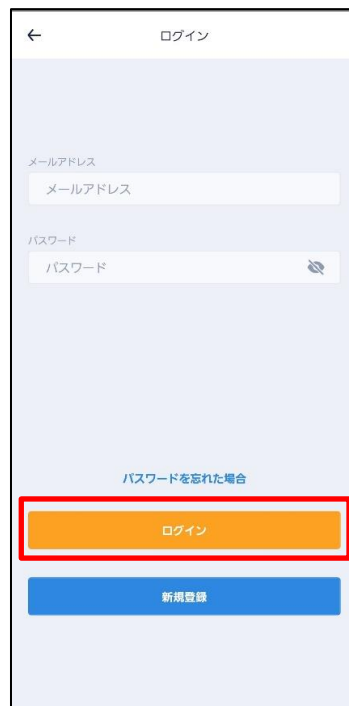 ログイン
メールアドレス
メールアドレス
パスワード
パスワード
パスワードを忘れた場合
ログイン
新規登録